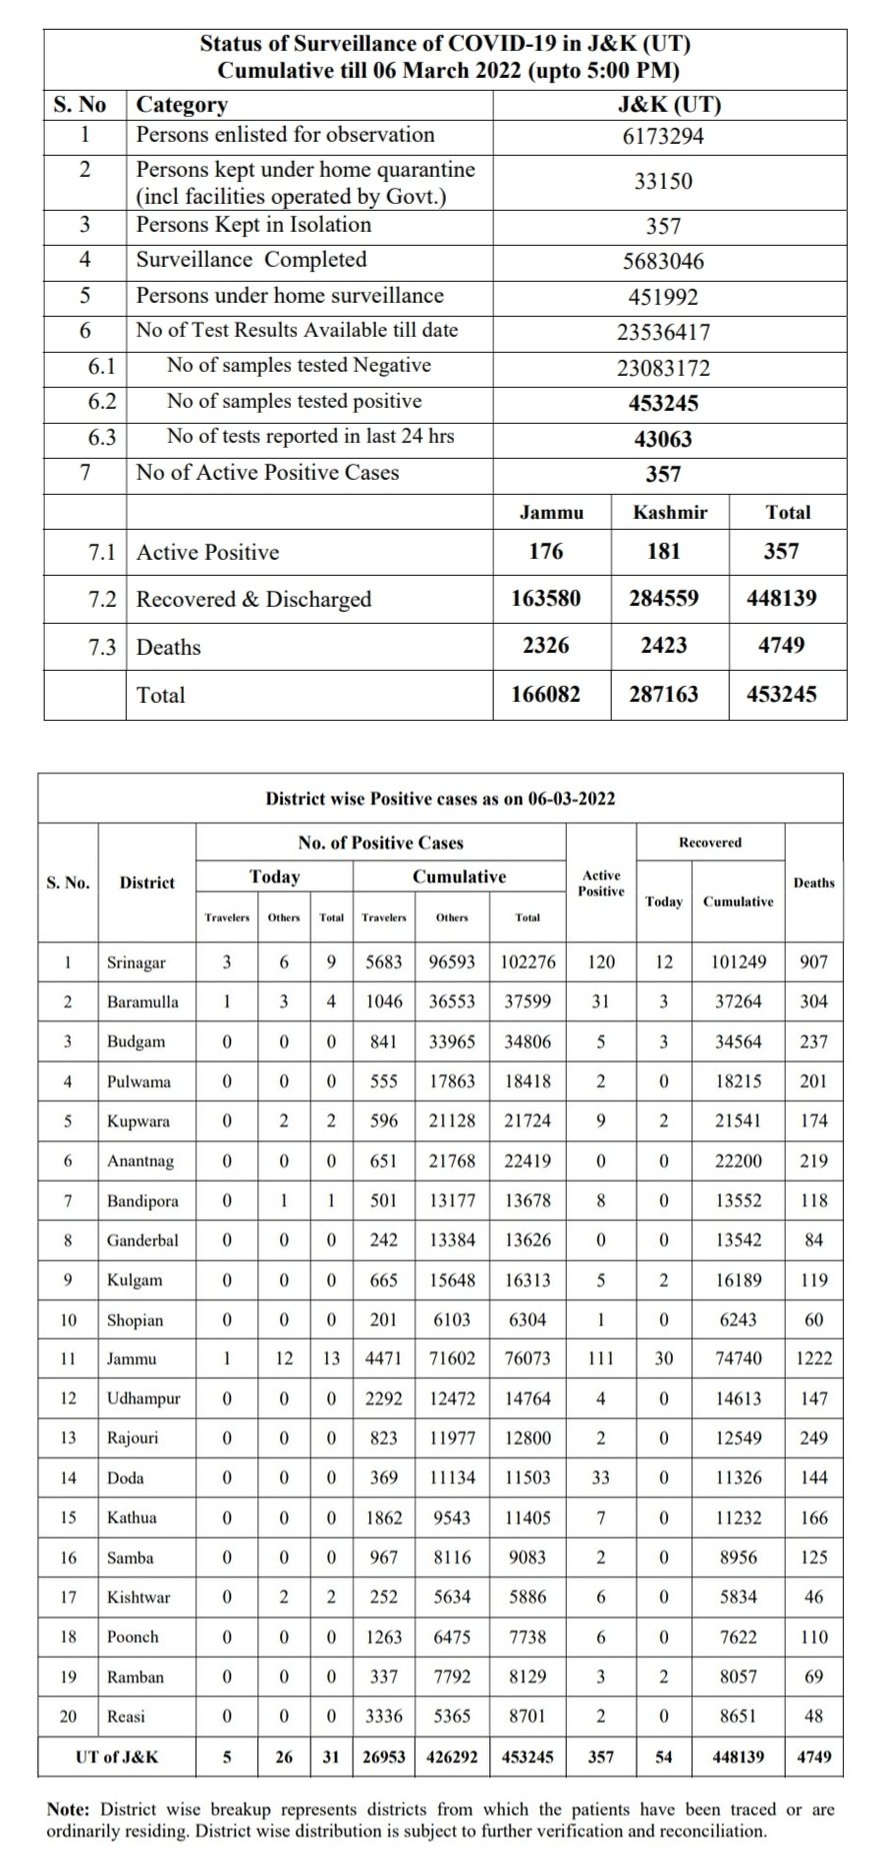 Status of Surveillance of COVID-19 in J&K (UT)
Cumulative till 06 March 2022 (upto 5:00 PM)
S. No Category J&K (UT)
1 Persons enlisted for observation 6173294
2 Persons kept under home quarantine
(incl facilities operated by Govt.) 33150
3 Persons Kept in Isolation 357
4 Surveillance Completed 5683046
5 Persons under home surveillance 451992
6 No of Test Results Available till date 23536417
6.1 No of samples tested Negative 23083172
6.2 No of samples tested positive 453245
6.3 No of tests reported in last 24 hrs 43063
7 No of Active Positive Cases 357
Jammu Kashmir Total
7.1 Active Positive 176 181 357
7.2 Recovered & Discharged 163580 284559 448139
7.3 Deaths 2326 2423 4749
Total 166082 287163 453245
District wise Positive cases as on 06-03-2022
S. No. District No. of Positive Cases Active Positive Recovered Deaths
Today Cumulative Today Cumulative
Travelers Others Total Travelers Others Total
1 Srinagar 3 6 9 5683 96593 102276 120 12 101249 907
2 Baramulla 1 3 4 1046 36553 37599 31 3 37264 304
3 Budgam 0 0 0 841 33965 34806 5 3 34564 237
4 Pulwama 0 0 0 555 17863 18418 2 0 18215 201
5 Kupwara 0 2 2 596 21128 21724 9 2 21541 174
6 Anantnag 0 0 0 651 21768 22419 0 0 22200 219
7 Bandipora 0 1 1 501 13177 13678 8 0 13552 118
8 Ganderbal 0 0 0 242 13384 13626 0 0 13542 84
9 Kulgam 0 0 0 665 15648 16313 5 2 16189 119
10 Shopian 0 0 0 201 6103 6304 1 0 6243 60
11 Jammu 1 12 13 4471 71602 76073 111 30 74740 1222
12 Udhampur 0 0 0 2292 12472 14764 4 0 14613 147
13 Rajouri 0 0 0 823 11977 12800 2 0 12549 249
14 Doda 0 0 0 369 11134 11503 33 0 11326 144
15 Kathua 0 0 0 1862 9543 11405 7 0 11232 166
16 Samba 0 0 0 967 8116 9083 2 0 8956 125
17 Kishtwar 0 2 2 252 5634 5886 6 0 5834 46
18 Poonch 0 0 0 1263 6475 7738 6 0 7622 110
19 Ramban 0 0 0 337 7792 8129 3 2 8057 69
20 Reasi 0 0 0 3336 5365 8701 2 0 8651 48
UT of J&K 5 26 31 26953 426292 453245 357 54 448139 4749
Note: District wise breakup represents districts from which the patients have been traced or are
ordinarily residing. District wise distribution is subject to further verification and reconciliation.